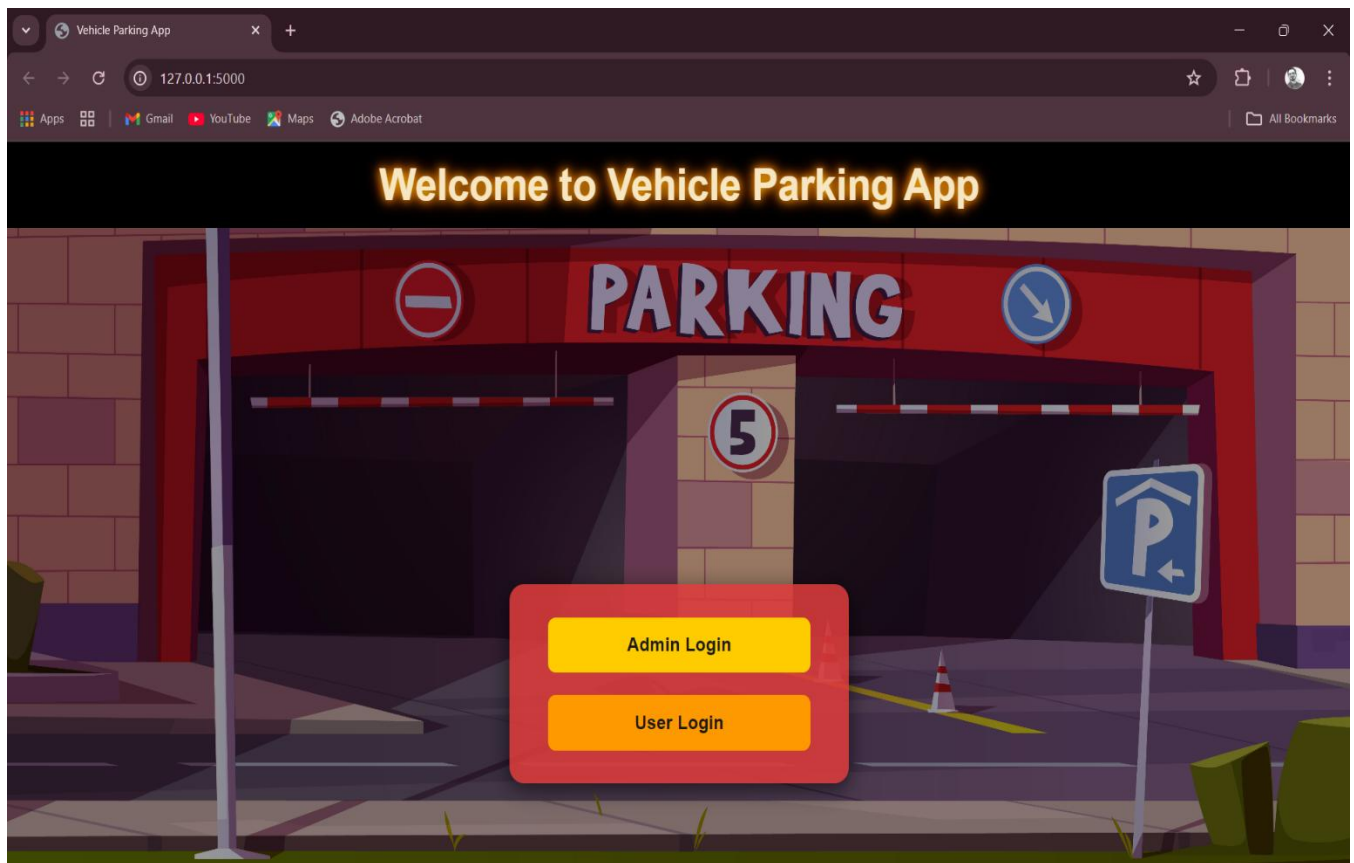 Vehicle Parking App
127.0.0.1:5000
Apps Gmail YouTube Maps Adobe Acrobat All Bookmarks
Welcome to Vehicle Parking App
PARKING
5
P
Admin Login
User Login